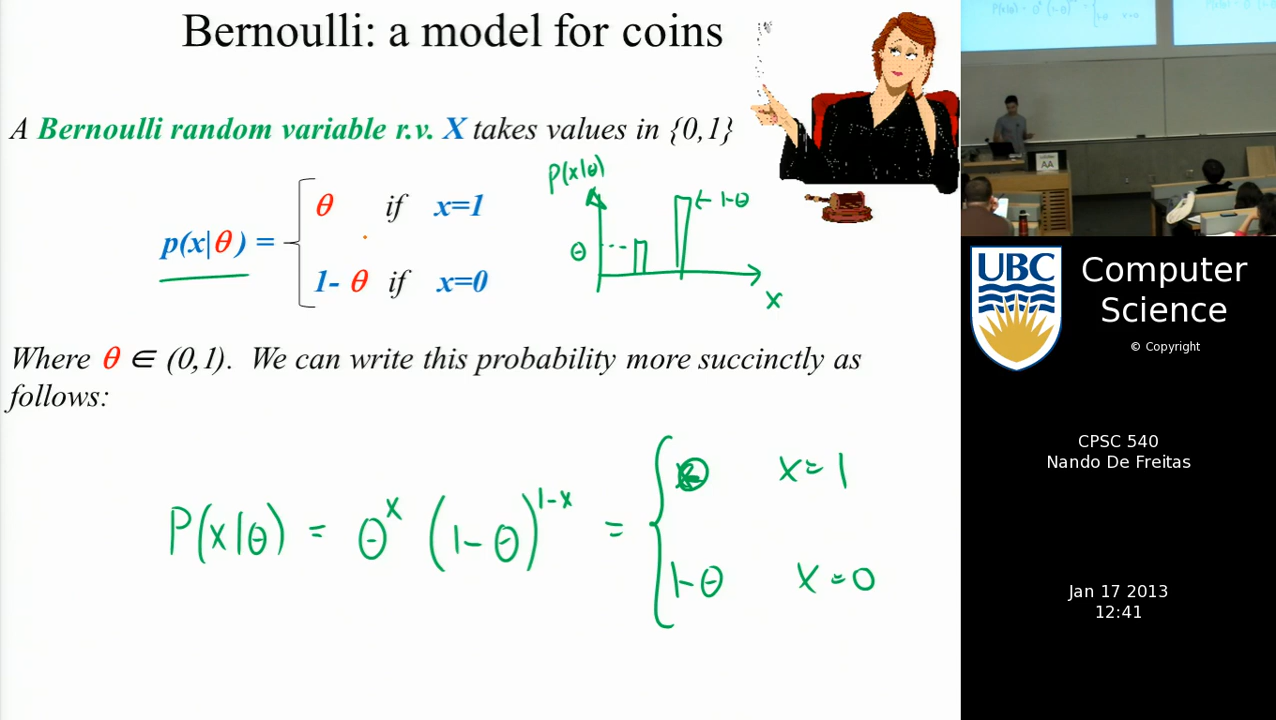 Bernoulli: a model for coins
A Bernoulli random variable r.v. X takes values in {0,1}
p(x|θ) =
θ if x=1
1- θ if x=0
P(x|θ)
θ
← 1-θ
x
Where θ ∈ (0,1). We can write this probability more succinctly as
follows:
P(x|θ) = θ^x (1-θ)^{1-x} = { θ x=1
1-θ x=0
UBC
Computer
Science
© Copyright
CPSC 540
Nando De Freitas
Jan 17 2013
12:41
AA